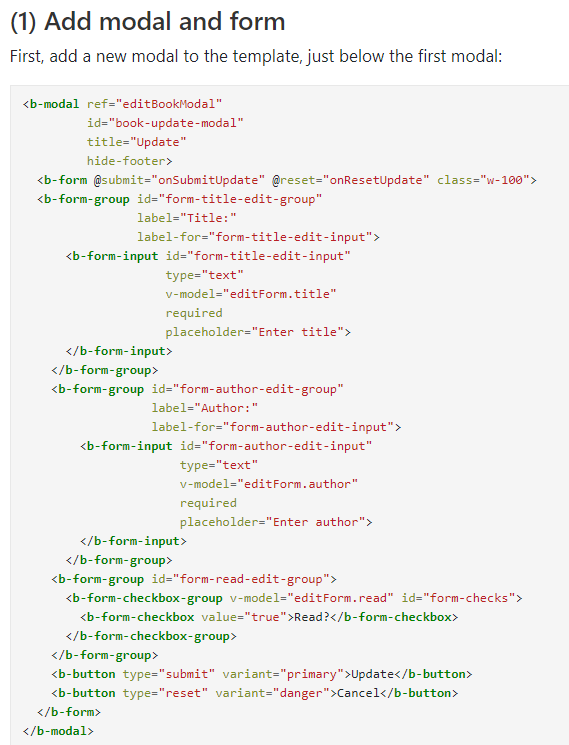 (1) Add modal and form
First, add a new modal to the template, just below the first modal:
<b-modal ref="editBookModal"
         id="book-update-modal"
         title="Update"
         hide-footer>
  <b-form @submit="onSubmitUpdate" @reset="onResetUpdate" class="w-100">
  <b-form-group id="form-title-edit-group"
                label="Title:"
                label-for="form-title-edit-input">
      <b-form-input id="form-title-edit-input"
                    type="text"
                    v-model="editForm.title"
                    required
                    placeholder="Enter title">
      </b-form-input>
    </b-form-group>
    <b-form-group id="form-author-edit-group"
                  label="Author:"
                  label-for="form-author-edit-input">
        <b-form-input id="form-author-edit-input"
                      type="text"
                      v-model="editForm.author"
                      required
                      placeholder="Enter author">
        </b-form-input>
      </b-form-group>
    <b-form-group id="form-read-edit-group">
      <b-form-checkbox-group v-model="editForm.read" id="form-checks">
        <b-form-checkbox value="true">Read?</b-form-checkbox>
      </b-form-checkbox-group>
    </b-form-group>
    <b-button type="submit" variant="primary">Update</b-button>
    <b-button type="reset" variant="danger">Cancel</b-button>
  </b-form>
</b-modal>